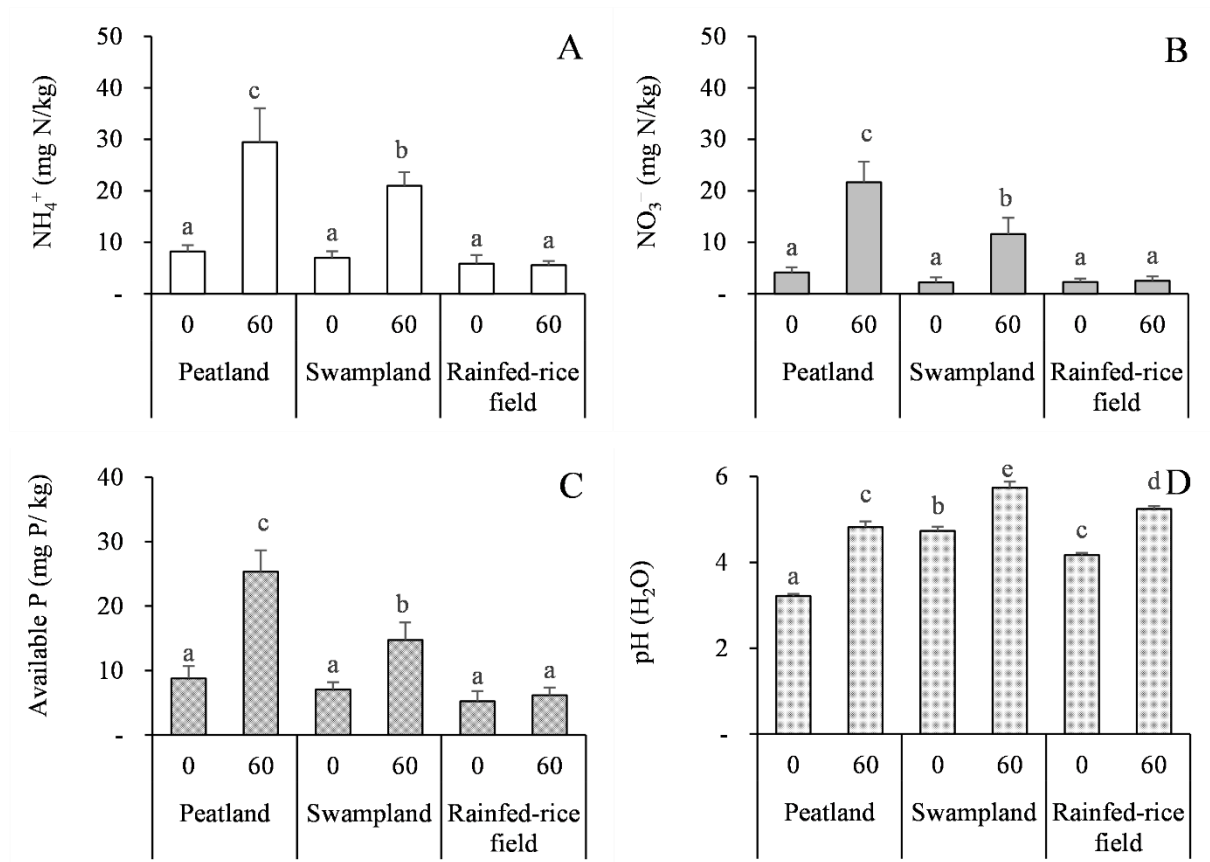 A
NH₄⁺ (mg N/kg)
50
40
30
20
10
-
a
c
a
b
a
a
0 60 0 60 0 60
Peatland Swampland Rainfed-rice
field
B
NO₃⁻ (mg N/kg)
50
40
30
20
10
-
a
c
a
b
a
a
0 60 0 60 0 60
Peatland Swampland Rainfed-rice
field
C
Available P (mg P/ kg)
40
30
20
10
-
a
c
a
b
a
a
0 60 0 60 0 60
Peatland Swampland Rainfed-rice
field
D
pH (H₂O)
6
4
2
-
a
c
b
e
c
d
0 60 0 60 0 60
Peatland Swampland Rainfed-rice
field